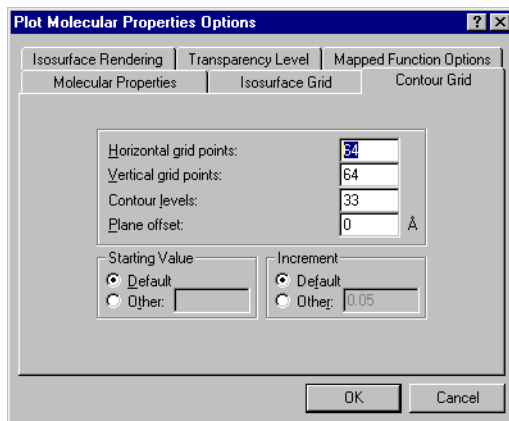 Plot Molecular Properties Options
Isosurface Rendering Transparency Level Mapped Function Options
Molecular Properties Isosurface Grid Contour Grid
Horizontal grid points: 64
Vertical grid points: 64
Contour levels: 33
Plane offset: 0 Å
Starting Value Increment
Default Default
Other: Other: 0.05
OK Cancel